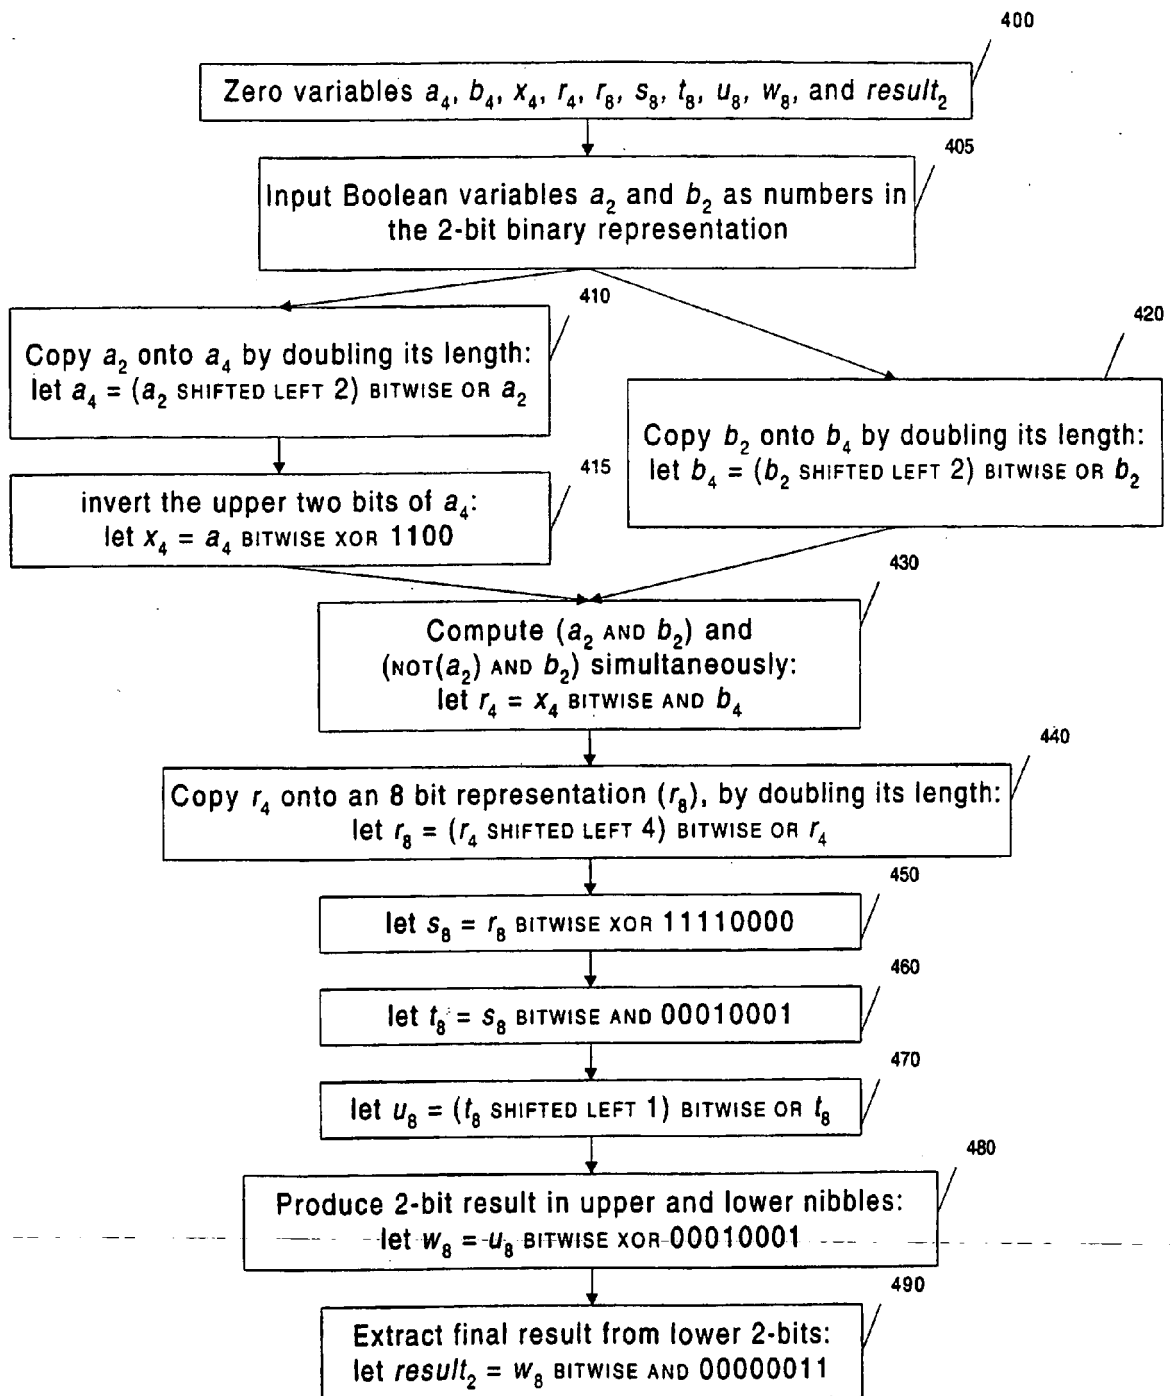 400
Zero variables a₄, b₄, x₄, r₄, r₈, s₈, t₈, u₈, w₈, and result₂
405
Input Boolean variables a₂ and b₂ as numbers in
the 2-bit binary representation
410
Copy a₂ onto a₄ by doubling its length:
let a₄ = (a₂ SHIFTED LEFT 2) BITWISE OR a₂
420
Copy b₂ onto b₄ by doubling its length:
let b₄ = (b₂ SHIFTED LEFT 2) BITWISE OR b₂
415
invert the upper two bits of a₄:
let x₄ = a₄ BITWISE XOR 1100
430
Compute (a₂ AND b₂) and
(NOT(a₂) AND b₂) simultaneously:
let r₄ = x₄ BITWISE AND b₄
440
Copy r₄ onto an 8 bit representation (r₈), by doubling its length:
let r₈ = (r₄ SHIFTED LEFT 4) BITWISE OR r₄
450
let s₈ = r₈ BITWISE XOR 11110000
460
let t₈ = s₈ BITWISE AND 00010001
470
let u₈ = (t₈ SHIFTED LEFT 1) BITWISE OR t₈
480
Produce 2-bit result in upper and lower nibbles:
let w₈ = u₈ BITWISE XOR 00010001
490
Extract final result from lower 2-bits:
let result₂ = w₈ BITWISE AND 00000011